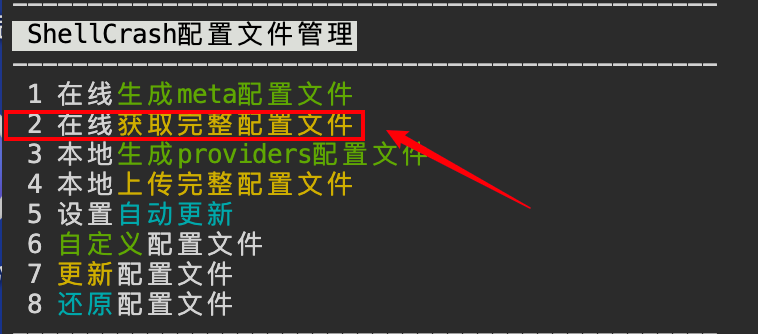 -----------------------------------------------
ShellCrash配置文件管理
-----------------------------------------------
1 在线生成meta配置文件
2 在线获取完整配置文件
3 本地生成providers配置文件
4 本地上传完整配置文件
5 设置自动更新
6 自定义配置文件
7 更新配置文件
8 还原配置文件
-----------------------------------------------